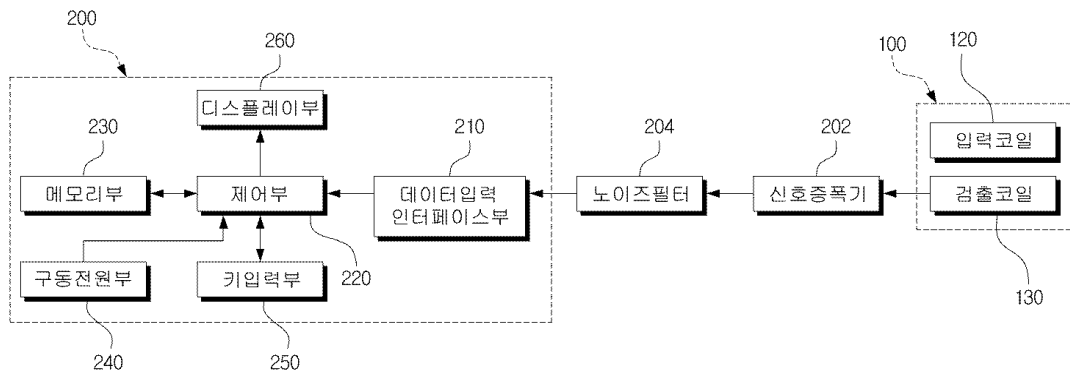 200
260
100
120
디스플레이부
230
210
204
202
입력코일
메모리부
제어부
데이터입력
인터페이스부
노이즈필터
신호증폭기
검출코일
구동전원부
키입력부
220
130
240
250